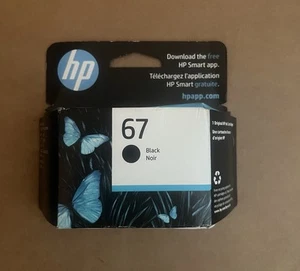 hp
Download the free
HP Smart app.
Téléchargez l'application
HP Smart gratuite.
hpapp.com
67
Black
Noir